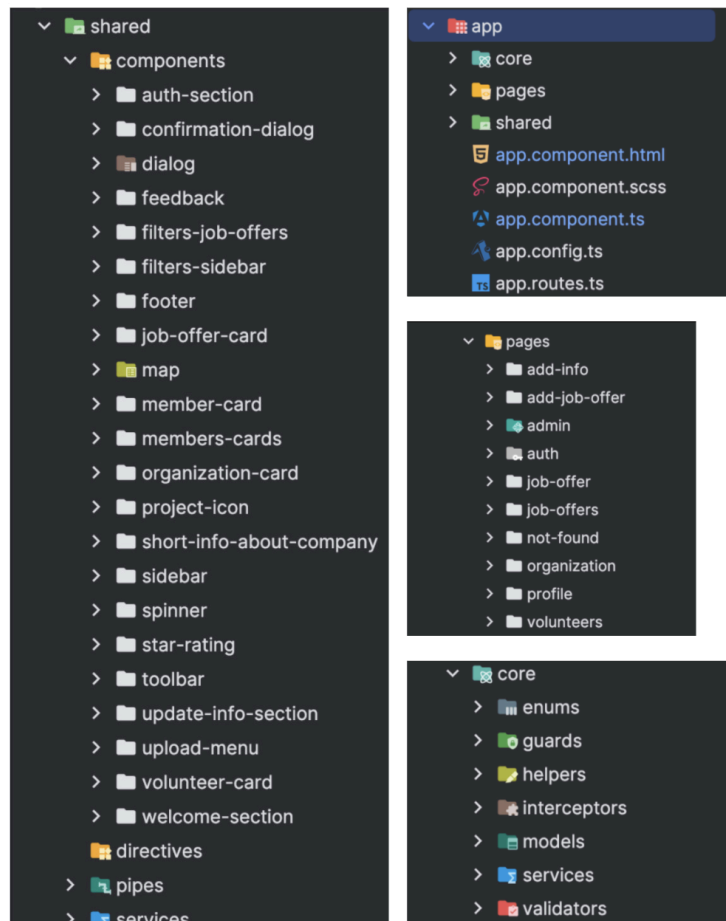 shared
components
auth-section
confirmation-dialog
dialog
feedback
filters-job-offers
filters-sidebar
footer
job-offer-card
map
member-card
members-cards
organization-card
project-icon
short-info-about-company
sidebar
spinner
star-rating
toolbar
update-info-section
upload-menu
volunteer-card
welcome-section
directives
pipes
services
app
core
pages
shared
app.component.html
app.component.scss
app.component.ts
app.config.ts
TS app.routes.ts
pages
add-info
add-job-offer
admin
auth
job-offer
job-offers
not-found
organization
profile
volunteers
core
enums
guards
helpers
interceptors
models
services
validators